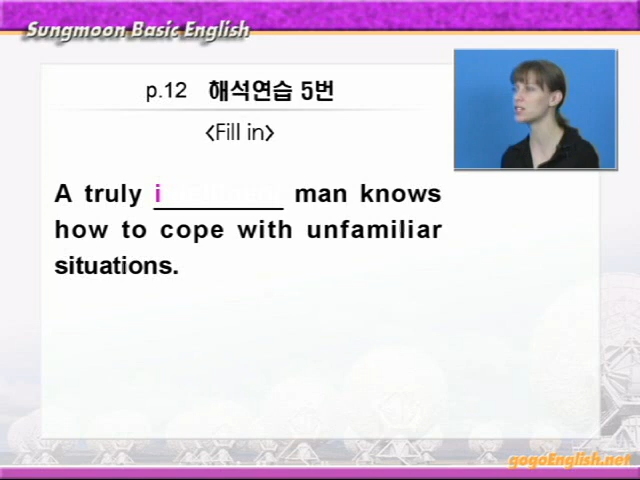 Sungmoon Basic English
p.12 해석연습 5번
<Fill in>
A truly i_________ man knows
how to cope with unfamiliar
situations.
gogoEnglish.net